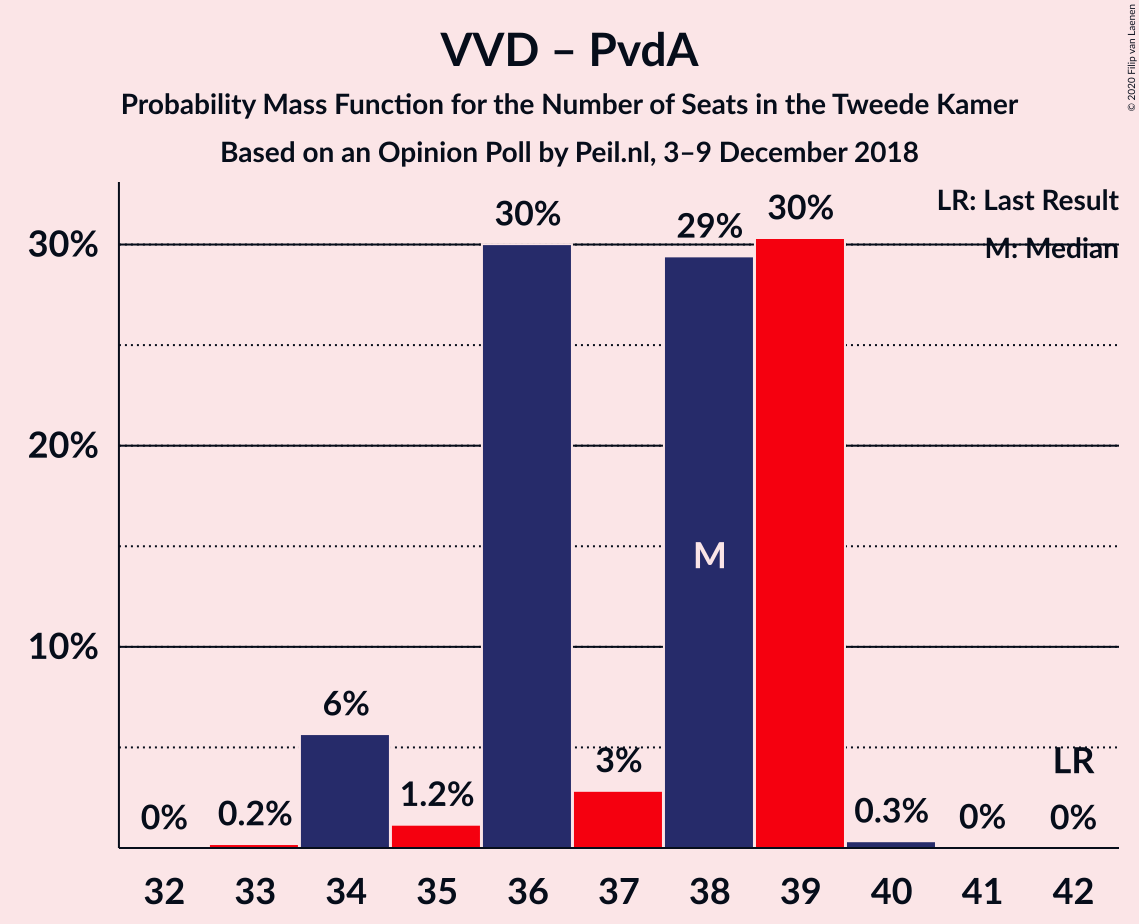 VVD – PvdA
Probability Mass Function for the Number of Seats in the Tweede Kamer
Based on an Opinion Poll by Peil.nl, 3–9 December 2018
© 2020 Filip van Laenen
LR: Last Result
M: Median
30%
20%
10%
0%
0.2%
6%
1.2%
30%
3%
29%
30%
0.3%
0%
0%
M
LR
32 33 34 35 36 37 38 39 40 41 42